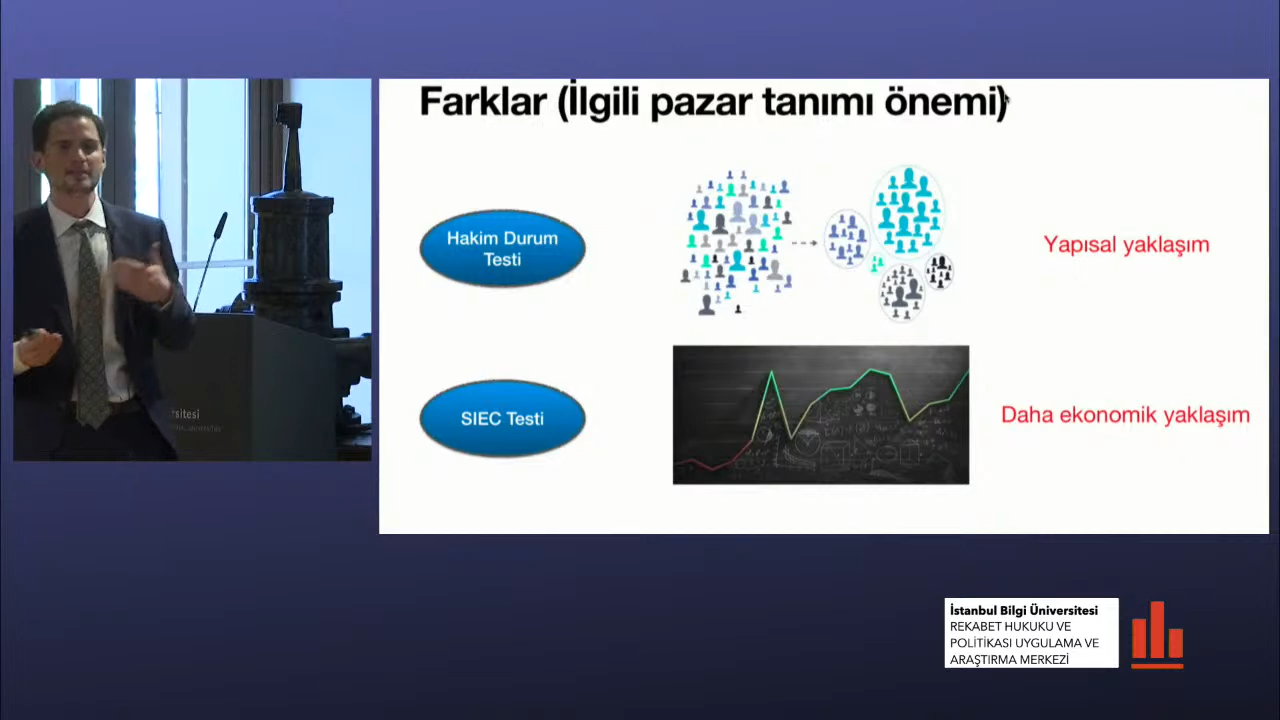 Farklar (İlgili pazar tanımı önemi)
Hakim Durum
Testi
Yapısal yaklaşım
SIEC Testi
Daha ekonomik yaklaşım
rsitesi
İstanbul Bilgi Üniversitesi
REKABET HUKUKU VE
POLİTİKASI UYGULAMA VE
ARAŞTIRMA MERKEZİ